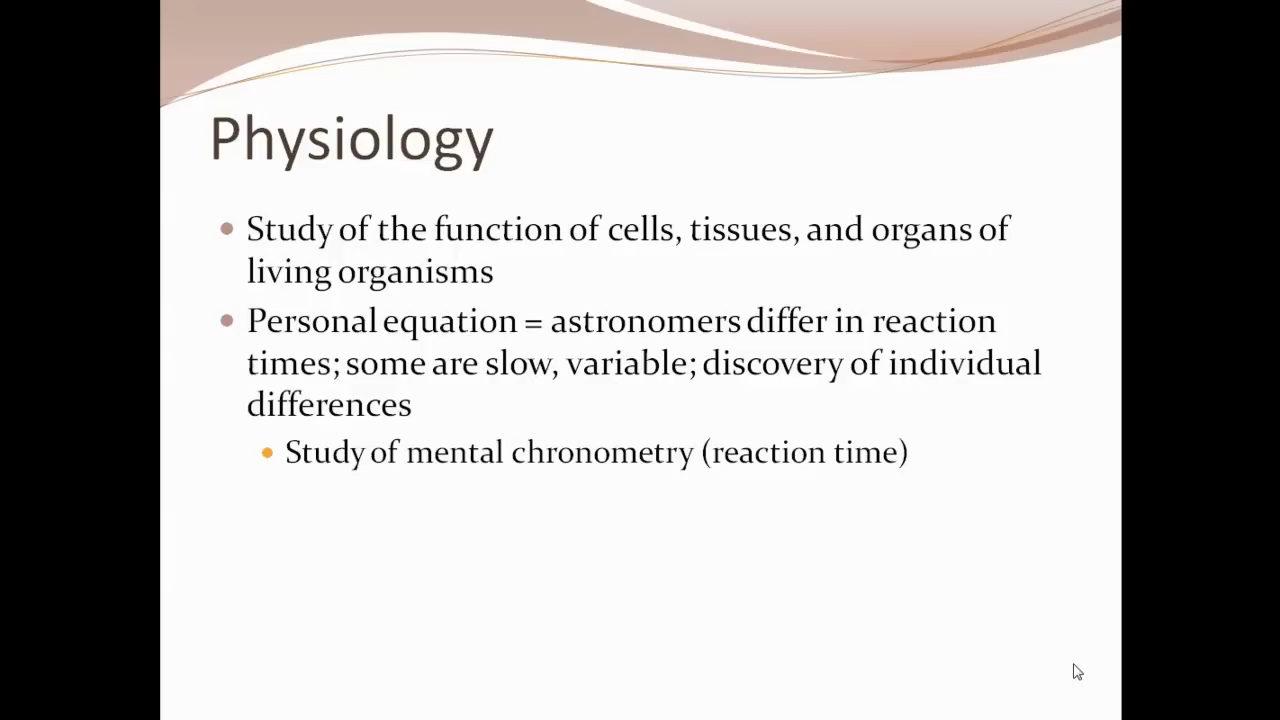 Physiology
Study of the function of cells, tissues, and organs of
living organisms
Personal equation = astronomers differ in reaction
times; some are slow, variable; discovery of individual
differences
Study of mental chronometry (reaction time)